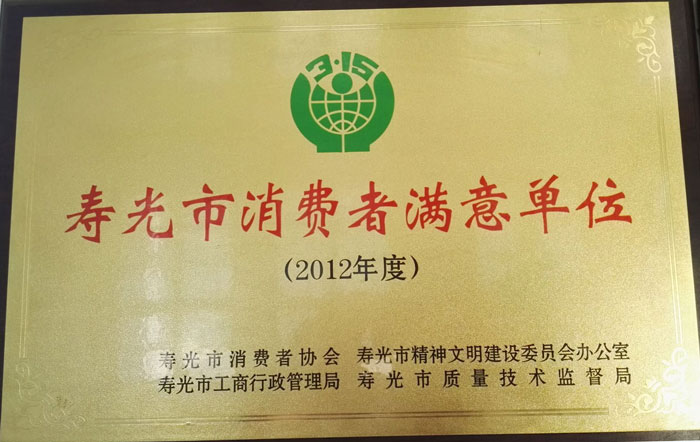 3·15
寿光市消费者满意单位
(2012年度)
寿光市消费者协会 寿光市精神文明建设委员会办公室
寿光市工商行政管理局 寿光市质量技术监督局